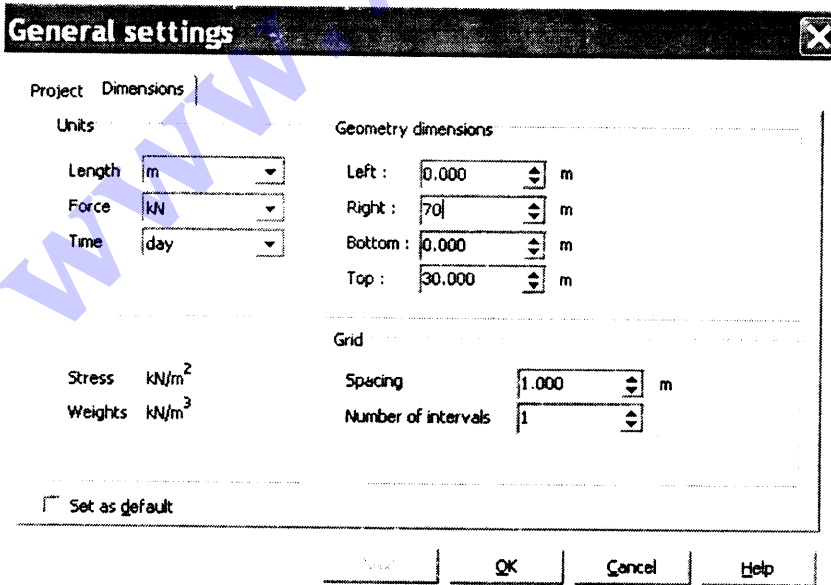 General settings
Project Dimensions
Units
Length m
Force kN
Time day
Stress kN/m²
Weights kN/m³
Geometry dimensions
Left : 0.000 m
Right : 70 m
Bottom : 0.000 m
Top : 30.000 m
Grid
Spacing 1.000 m
Number of intervals 1
Set as default
Next OK Cancel Help
www.